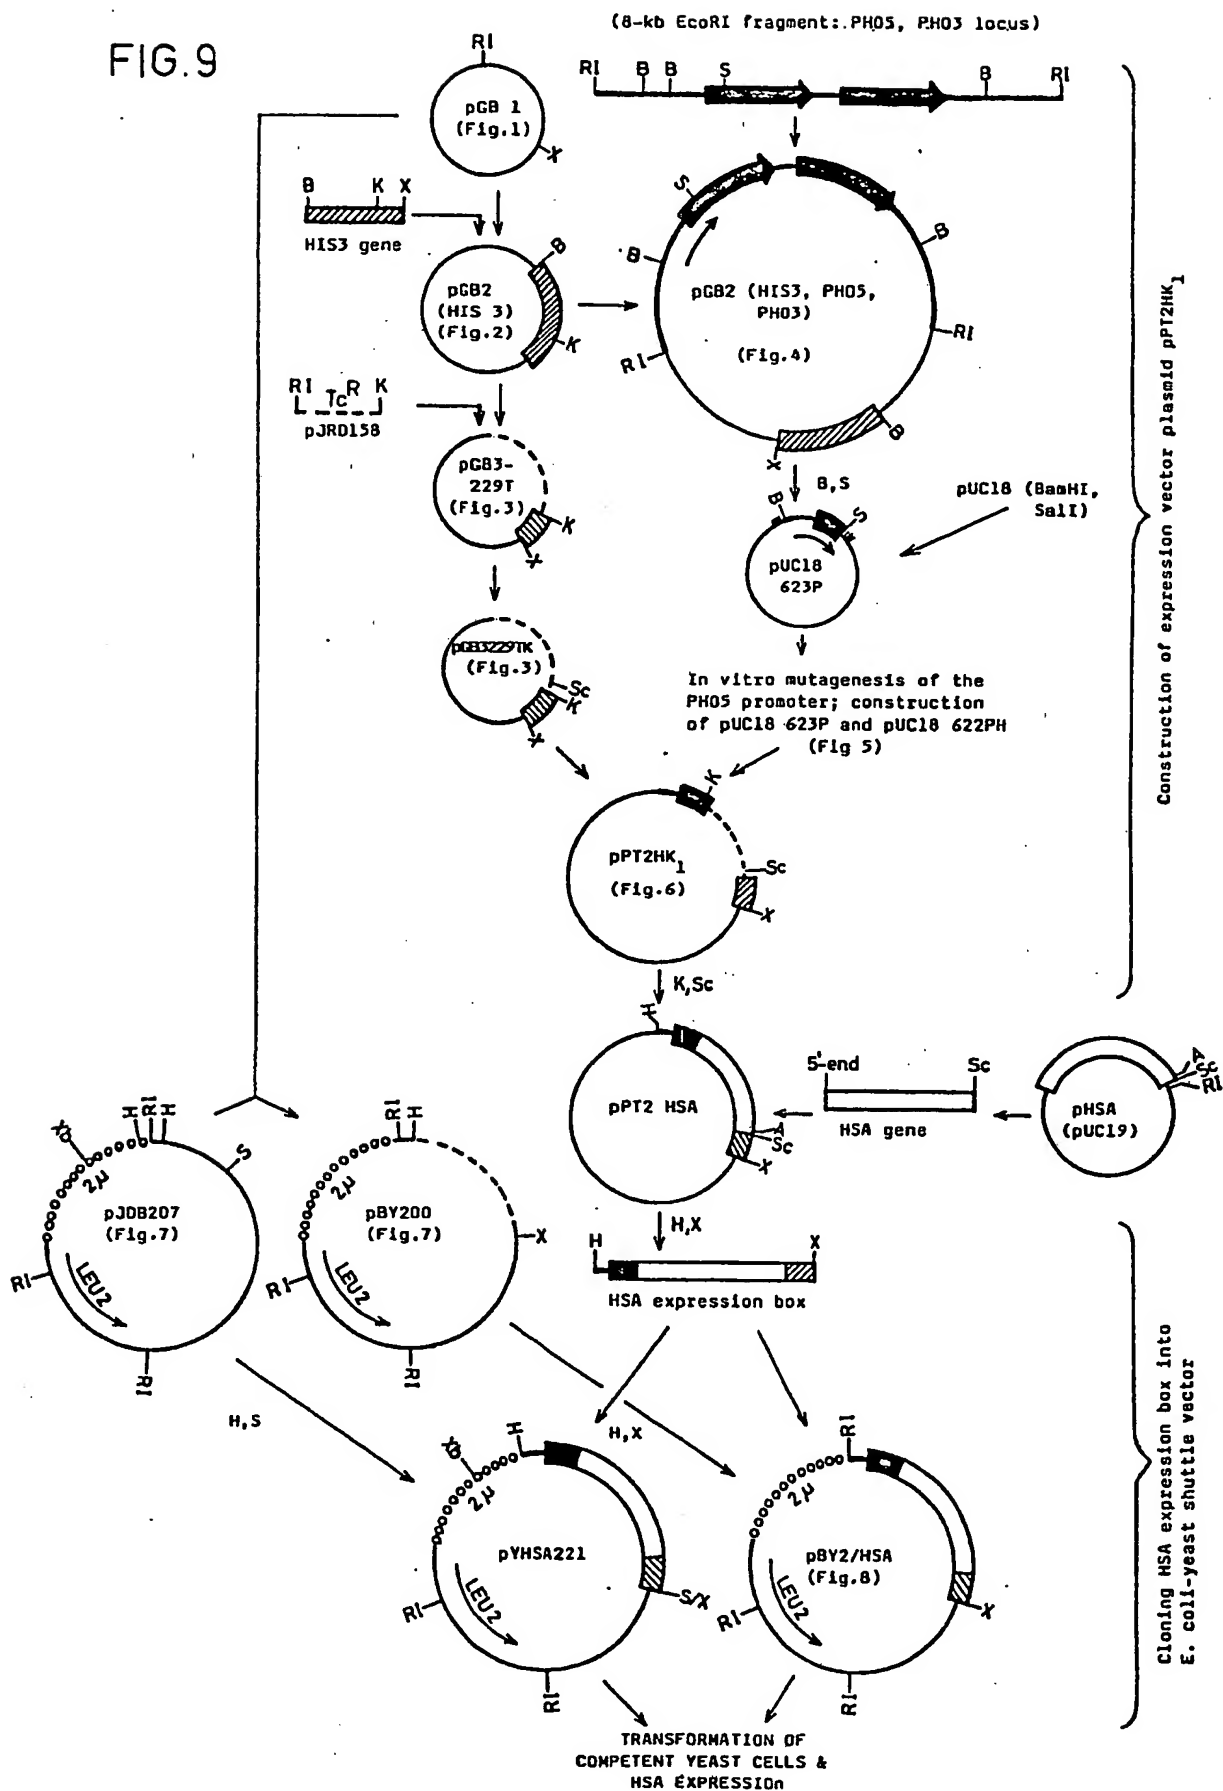 FIG.9
(8-kb EcoRI fragment: PHO5, PHO3 locus)
RI
B
B
S
B
RI
RI
pGB 1
(Fig.1)
X
B
K
X
HIS3 gene
S
B
B
pGB2 (HIS3, PHO5,
PHO3)
(Fig.4)
RI
RI
B
X
B
pGB2
(HIS 3)
(Fig.2)
K
RI
TcR
K
pJRD158
pGB3-
229T
(Fig.3)
K
X
B,S
pUC18 (BamHI,
SalI)
B
S
pUC18
623P
pGB3229TK
(Fig.3)
Sc
K
X
In vitro mutagenesis of the
PHO5 promoter; construction
of pUC18 623P and pUC18 622PH
(Fig 5)
K
pPT2HK1
(Fig.6)
Sc
X
Construction of expression vector plasmid pPT2HK1
K,Sc
H
pPT2 HSA
A
Sc
X
5'-end
Sc
HSA gene
A
Sc
RI
pHSA
(pUC19)
Xb
H
RI
H
S
2µ
pJDB207
(Fig.7)
RI
LEU2
RI
RI
H
2µ
pBY200
(Fig.7)
X
RI
LEU2
RI
H,X
H
X
HSA expression box
H,S
H,X
Xb
H
2µ
pYHSA221
RI
LEU2
S/X
RI
RI
2µ
pBY2/HSA
(Fig.8)
RI
LEU2
X
RI
Cloning HSA expression box into
E. coli-yeast shuttle vector
TRANSFORMATION OF
COMPETENT YEAST CELLS &
HSA EXPRESSION